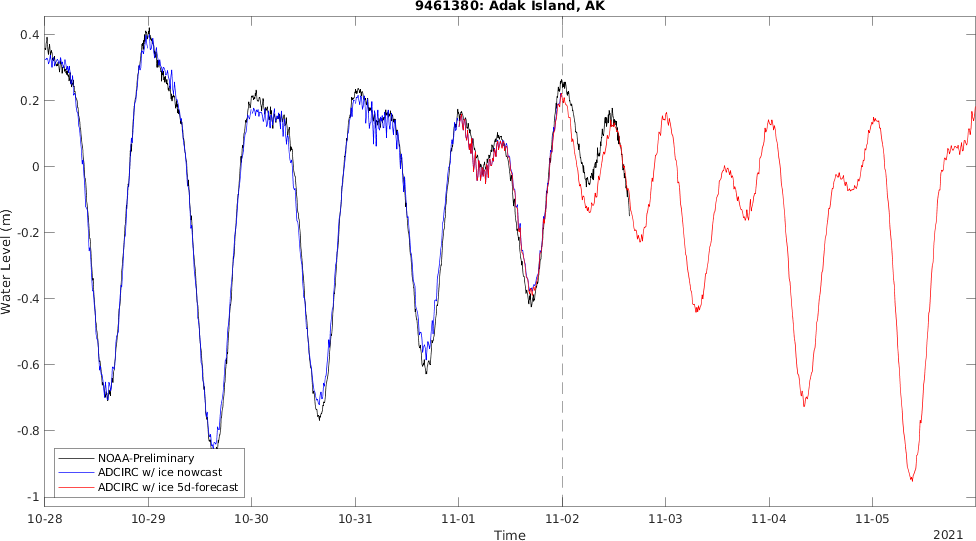 9461380: Adak Island, AK
Water Level (m)
0.4
0.2
0
-0.2
-0.4
-0.6
-0.8
-1
NOAA-Preliminary
ADCIRC w/ ice nowcast
ADCIRC w/ ice 5d-forecast
10-28 10-29 10-30 10-31 11-01 11-02 11-03 11-04 11-05
Time
2021